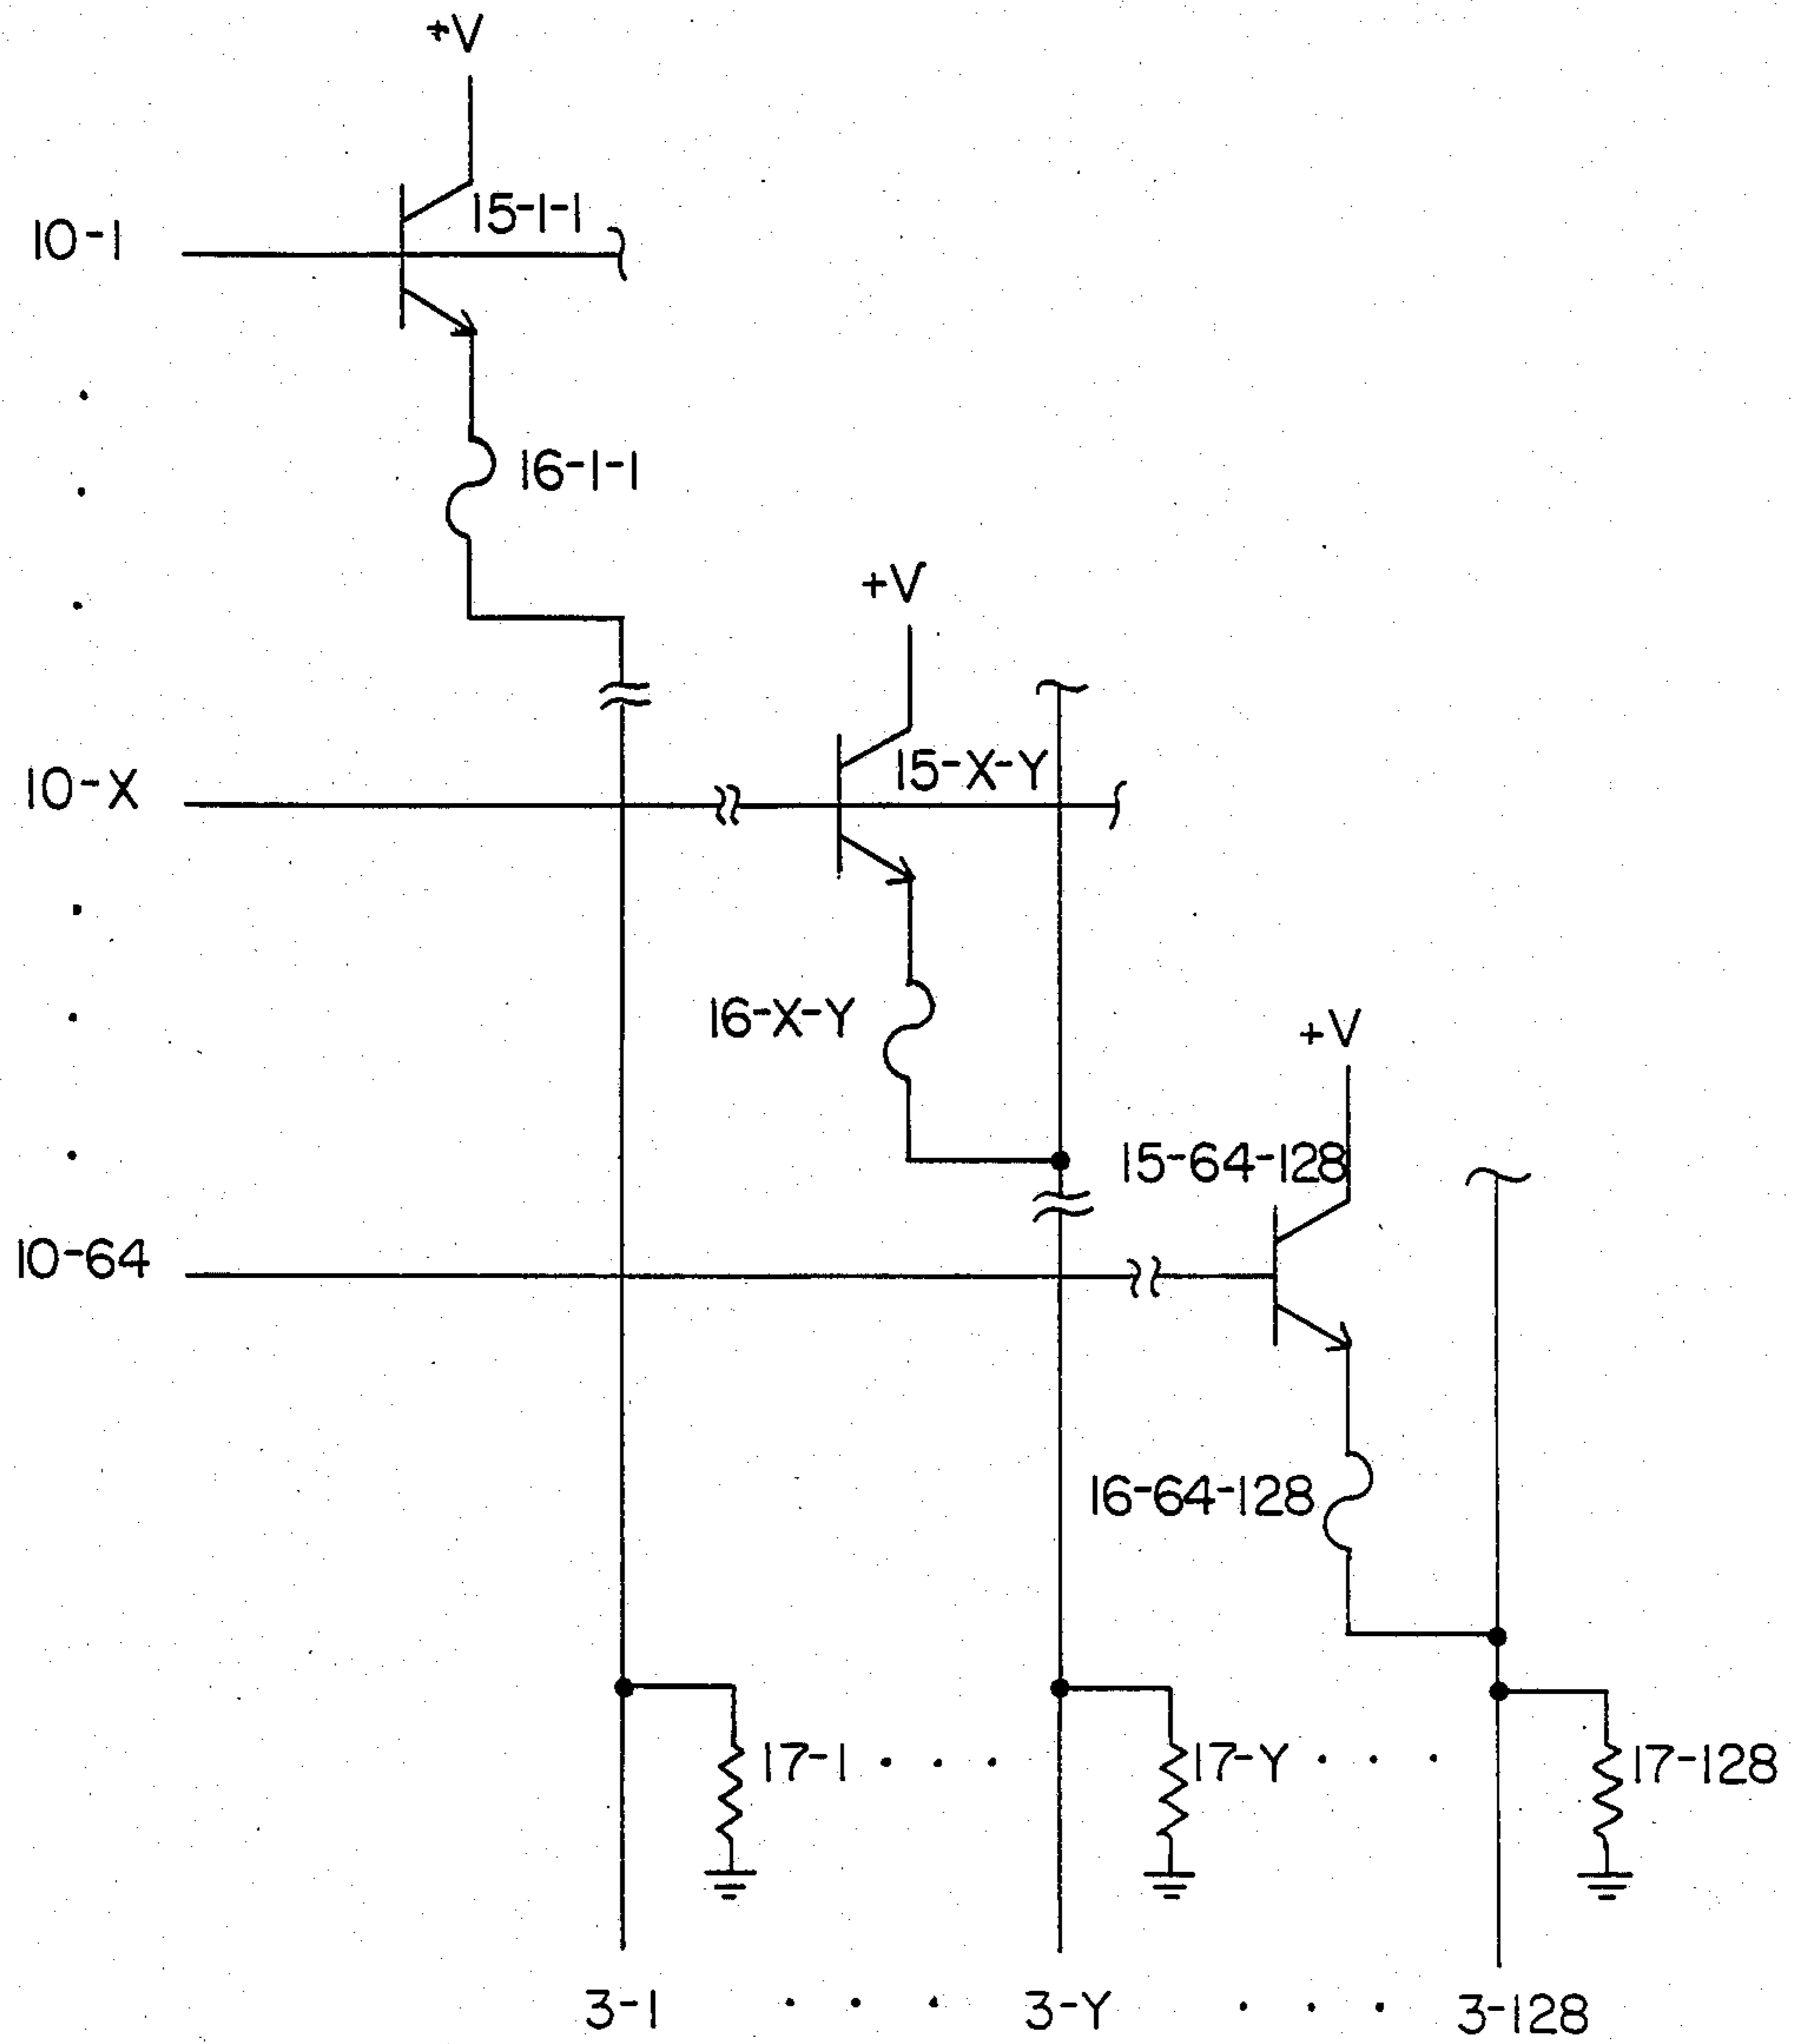 +V
15-1-1
10-1
16-1-1
+V
15-X-Y
10-X
16-X-Y
+V
15-64-128
10-64
16-64-128
17-1 . . . 17-Y . . . 17-128
3-1 . . . 3-Y . . . 3-128